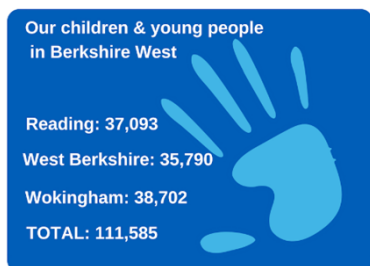 Our children & young people
in Berkshire West
Reading: 37,093
West Berkshire: 35,790
Wokingham: 38,702
TOTAL: 111,585